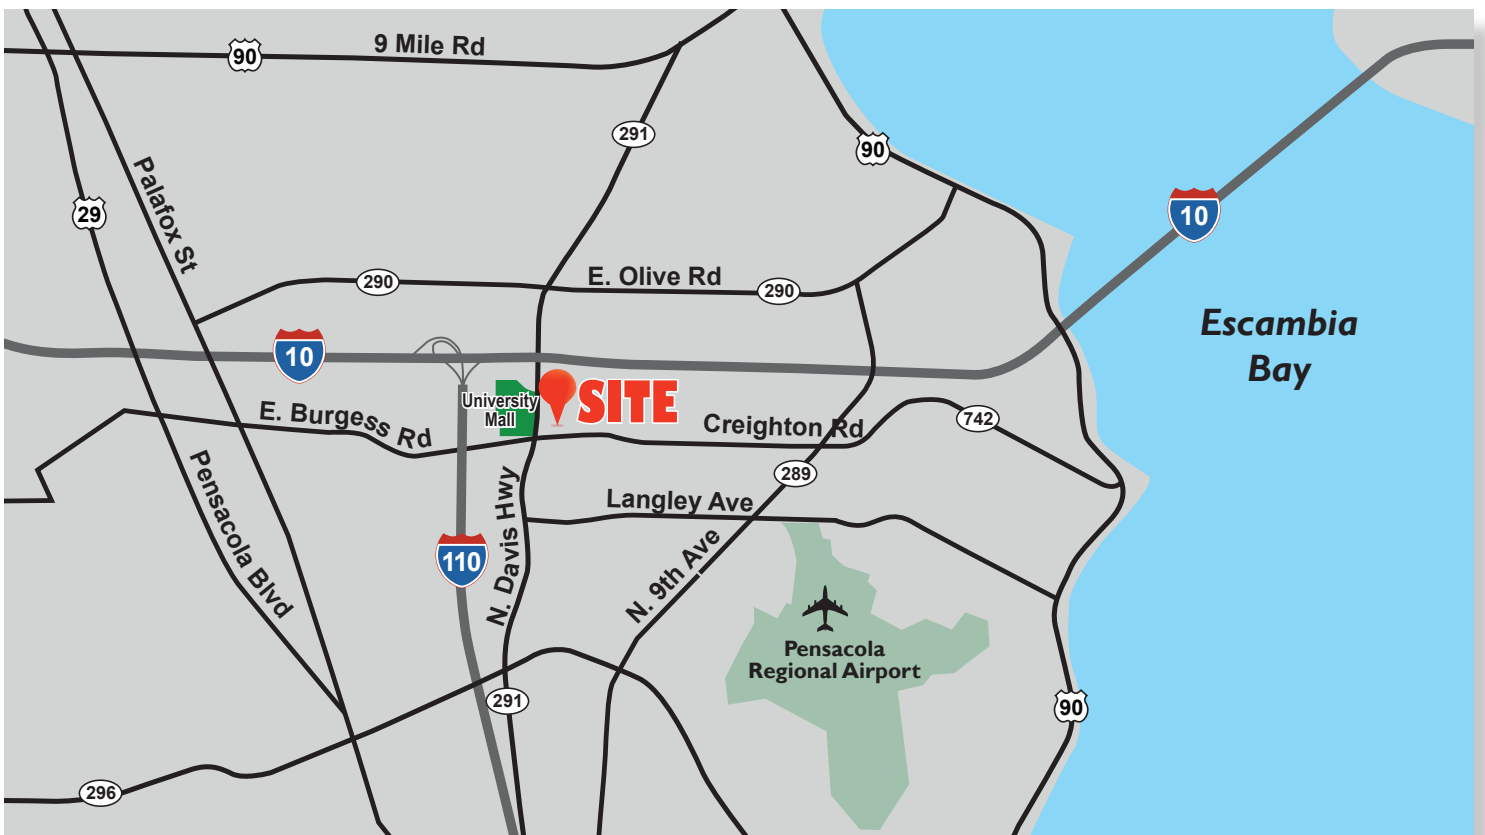 9 Mile Rd
90
291
90
Palafox St
29
10
290
E. Olive Rd
290
Escambia
Bay
10
University
Mall
SITE
E. Burgess Rd
Creighton Rd
742
289
Pensacola Blvd
N. Davis Hwy
Langley Ave
110
N. 9th Ave
Pensacola
Regional Airport
291
90
296